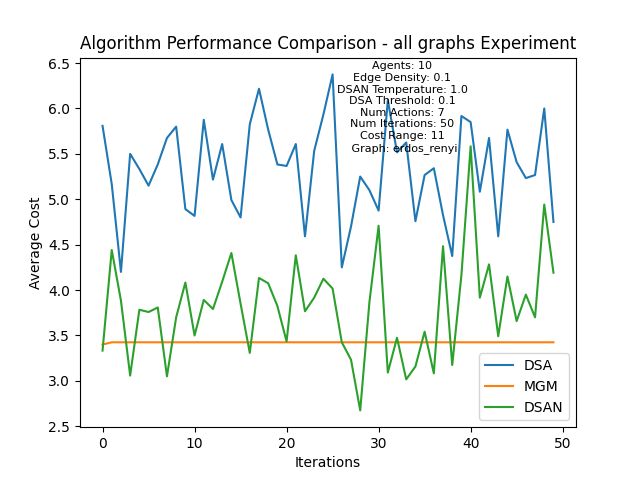 Algorithm Performance Comparison - all graphs Experiment
Agents: 10
Edge Density: 0.1
DSAN Temperature: 1.0
DSA Threshold: 0.1
Num Actions: 7
Num Iterations: 50
Cost Range: 11
Graph: erdos_renyi
6.5
6.0
5.5
5.0
4.5
4.0
3.5
3.0
2.5
Average Cost
DSA
MGM
DSAN
0
10
20
30
40
50
Iterations